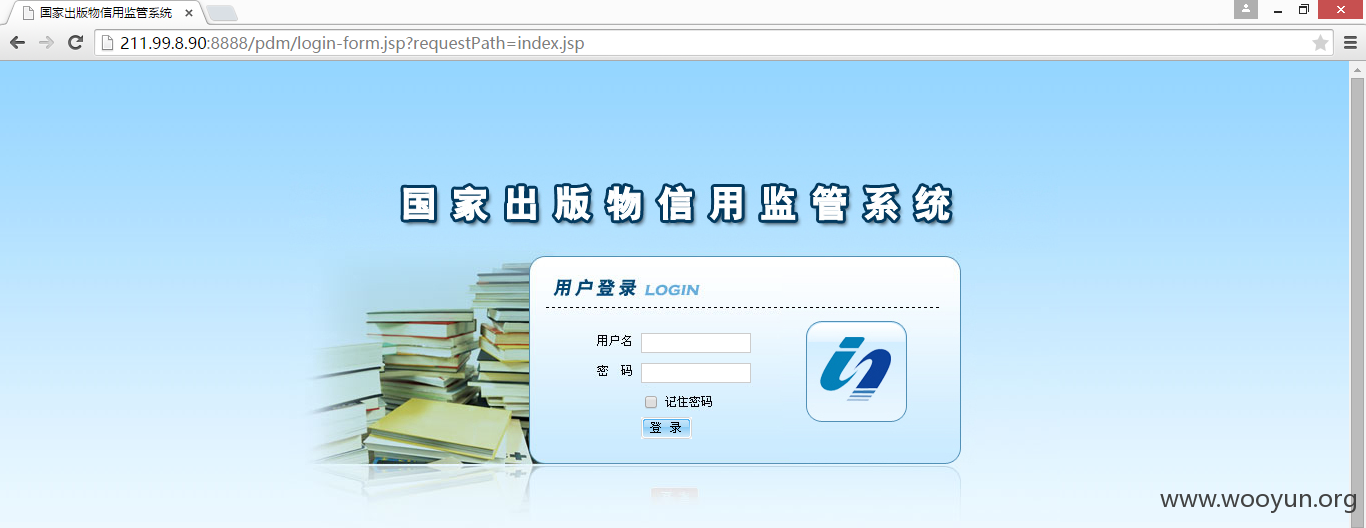 国家出版物信用监管系统
211.99.8.90:8888/pdm/login-form.jsp?requestPath=index.jsp
国家出版物信用监管系统
用户登录 LOGIN
用户名
密 码
记住密码
登 录
www.wooyun.org